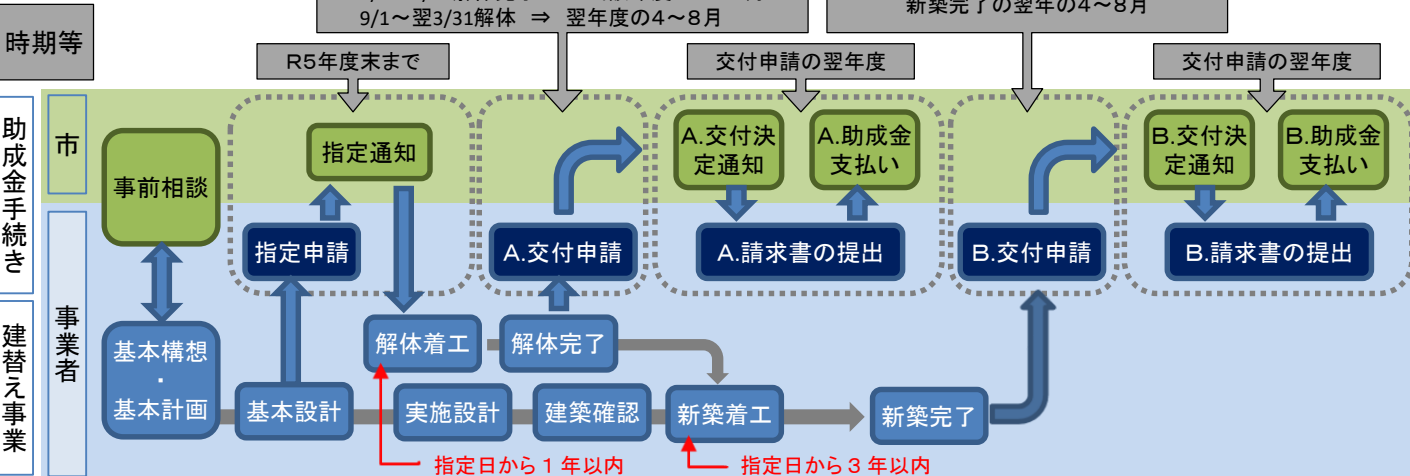 9/1～翌3/31解体 ⇒ 翌年度の4～8月
新築完了の翌年の4～8月
時期等
R5年度末まで
交付申請の翌年度
交付申請の翌年度
助成金手続き
市
事前相談
指定通知
A.交付決
定通知
A.助成金
支払い
B.交付決
定通知
B.助成金
支払い
指定申請
A.交付申請
A.請求書の提出
B.交付申請
B.請求書の提出
建替え事業
事業者
基本構想
・
基本計画
解体着工
解体完了
基本設計
実施設計
建築確認
新築着工
新築完了
指定日から１年以内
指定日から３年以内